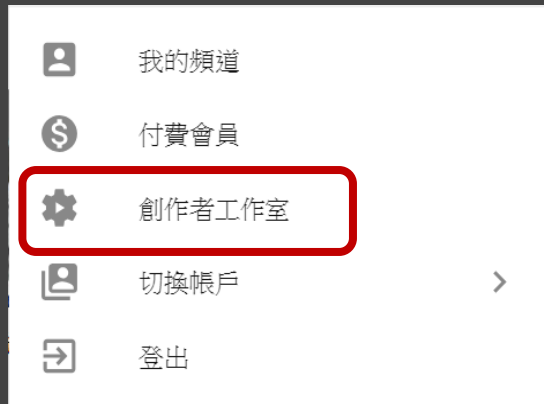 我的頻道
付費會員
創作者工作室
切換帳戶
登出